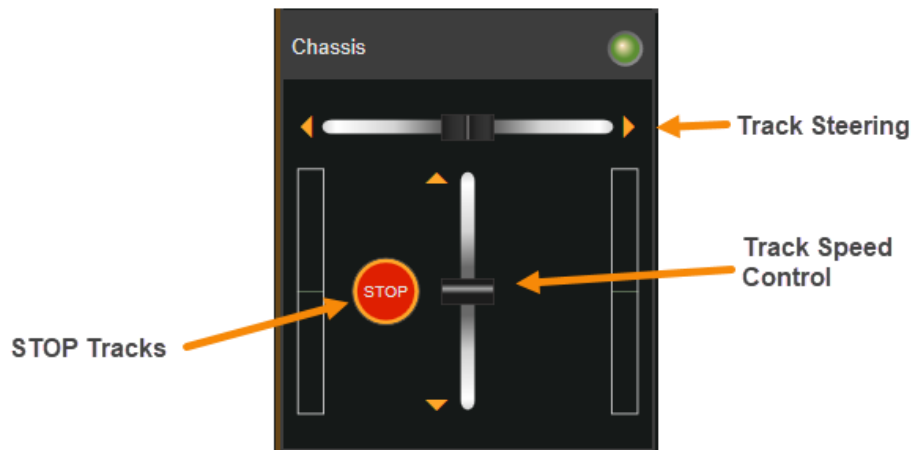 Chassis
Track Steering
Track Speed
Control
STOP
STOP Tracks